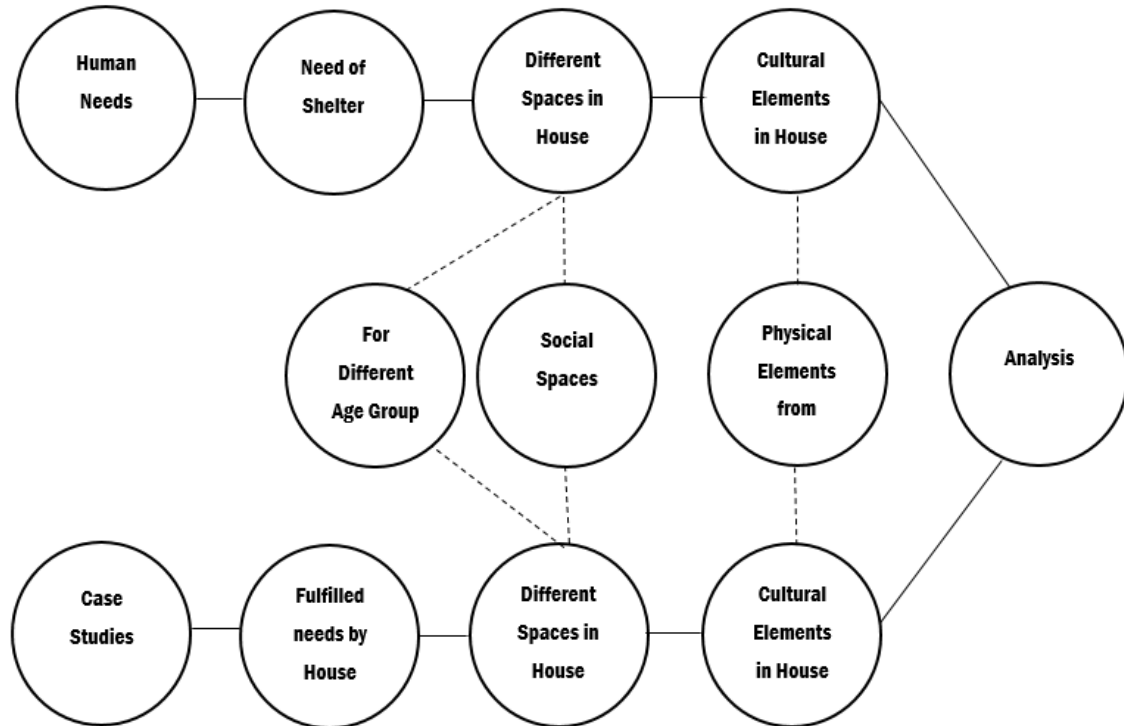 Human
Needs
Need of
Shelter
Different
Spaces in
House
Cultural
Elements
in House
For
Different
Age Group
Social
Spaces
Physical
Elements
from
Analysis
Case
Studies
Fulfilled
needs by
House
Different
Spaces in
House
Cultural
Elements
in House